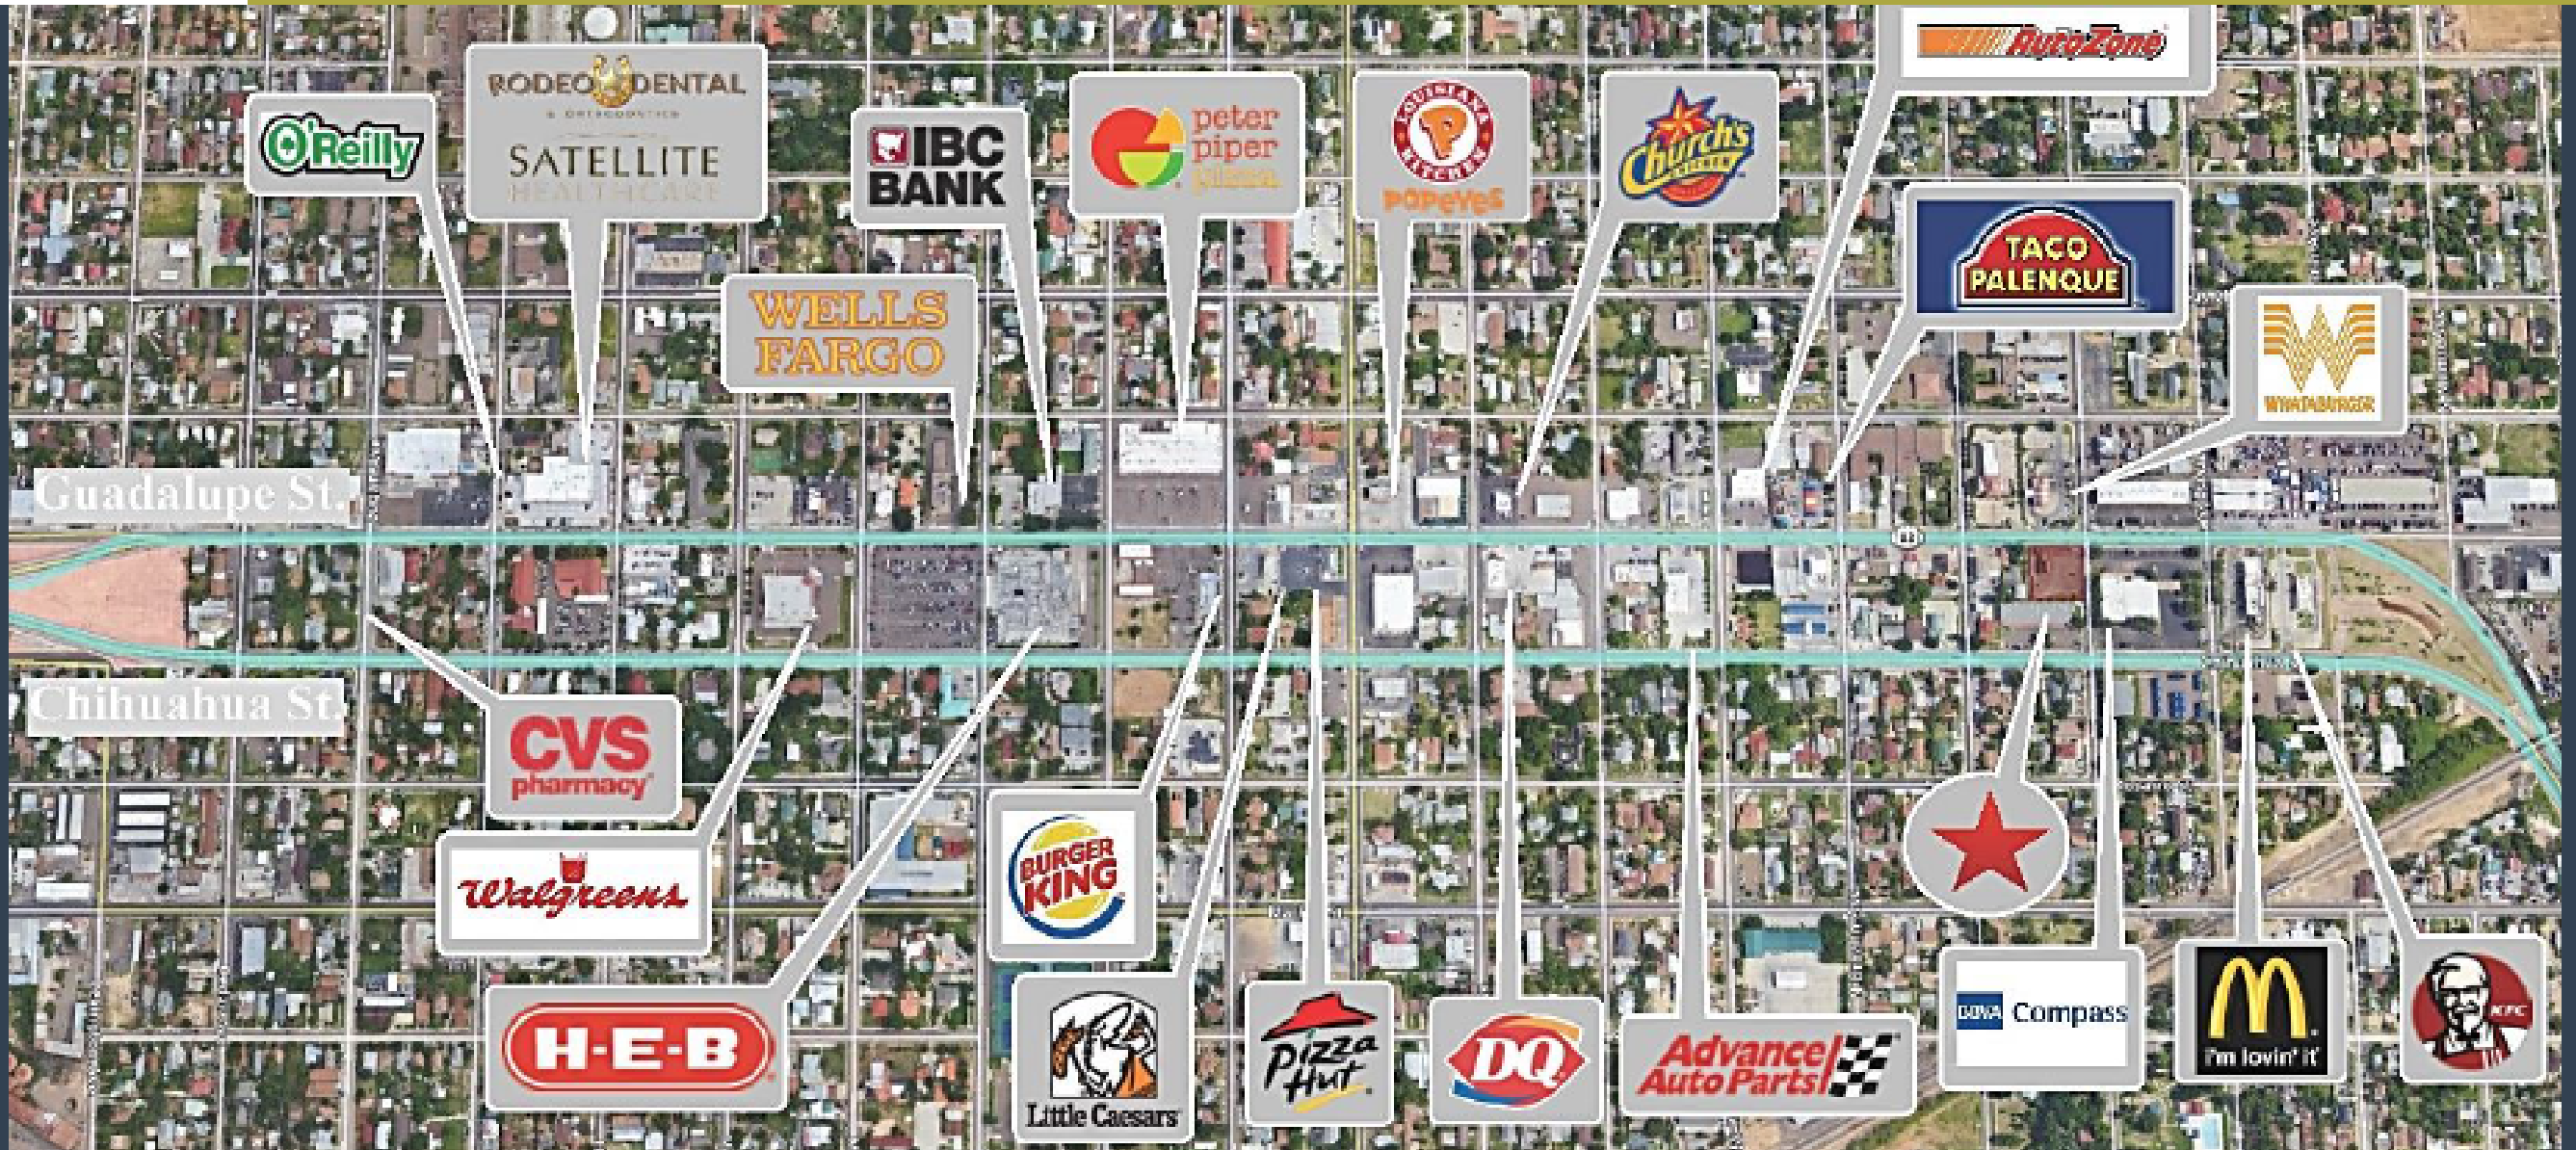 AutoZone
O'Reilly
RODEO DENTAL
& ORTHODONTICS
SATELLITE
HEALTHCARE
IBC
BANK
peter
piper
pizza
LOUISIANA
KITCHEN
POPEYES
Church's
TACO
PALENQUE
WELLS
FARGO
WHATABURGER
Guadalupe St.
83
Chihuahua St.
CVS
pharmacy
Walgreens
BURGER
KING
H-E-B
Little Caesars
Pizza
Hut
DQ
Advance
Auto Parts
BBVA Compass
i'm lovin' it
KFC